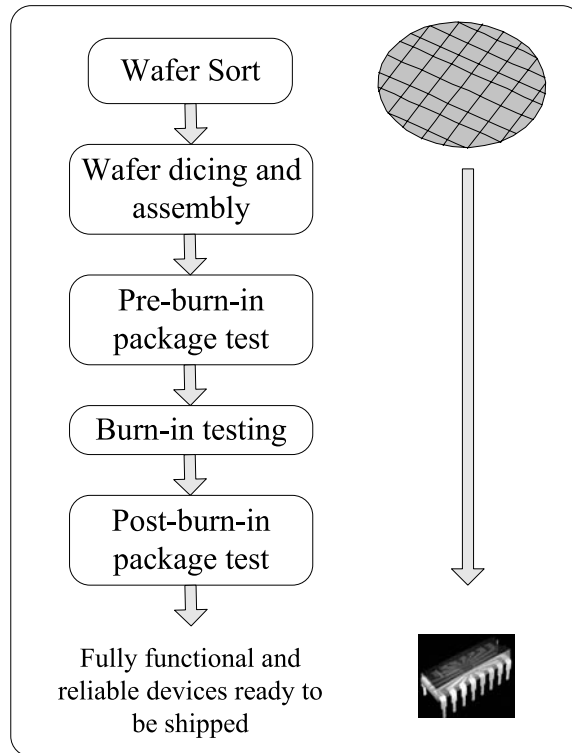 Wafer Sort
Wafer dicing and
assembly
Pre-burn-in
package test
Burn-in testing
Post-burn-in
package test
Fully functional and
reliable devices ready to
be shipped